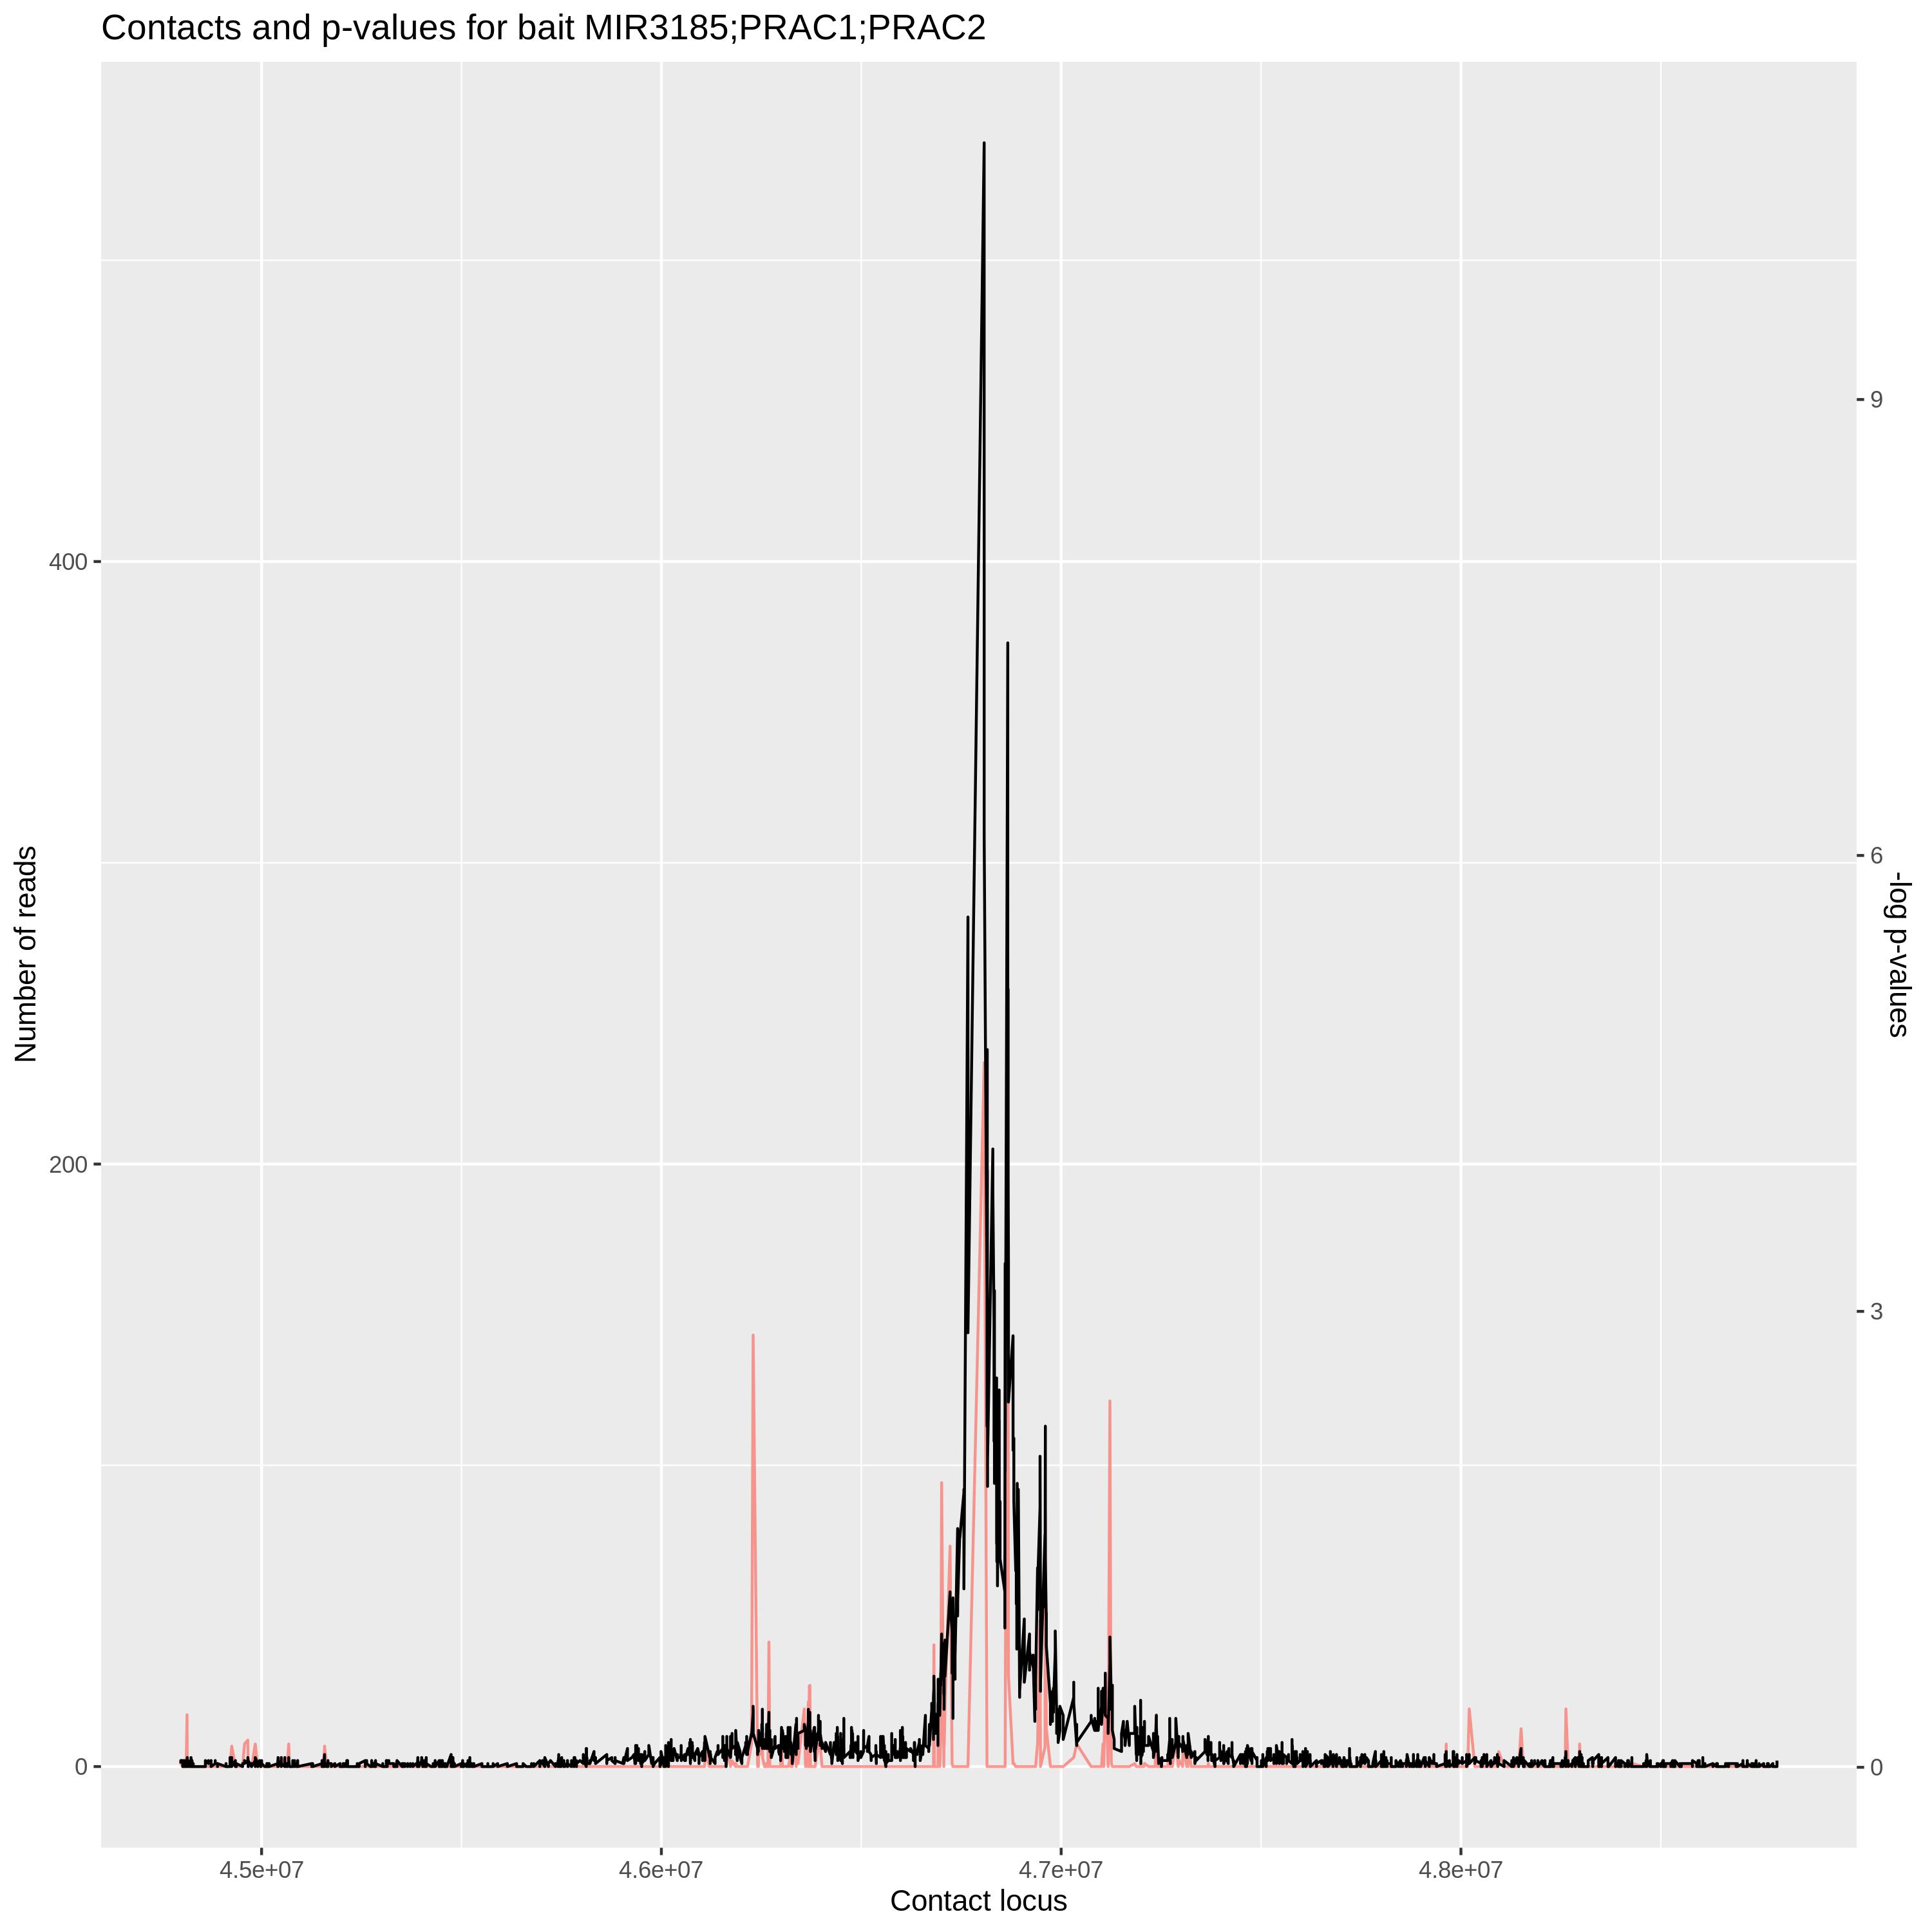 Contacts and p-values for bait MIR3185;PRAC1;PRAC2
Number of reads
400
200
0
9
6
3
0
-log p-values
4.5e+07
4.6e+07
4.7e+07
4.8e+07
Contact locus